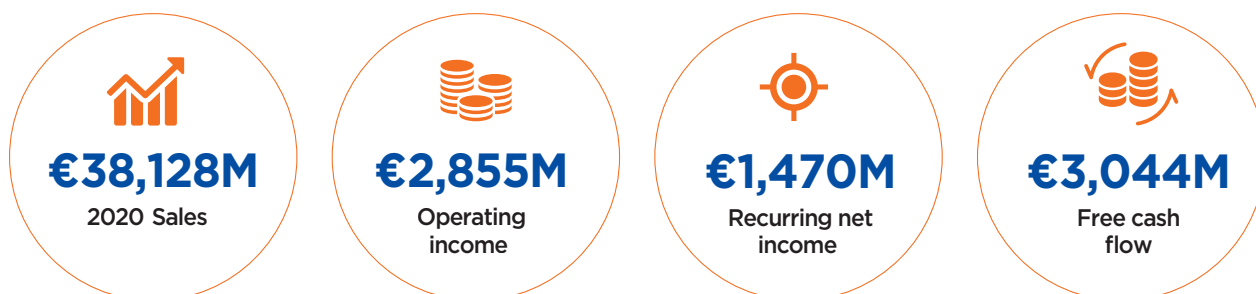 €38,128M
2020 Sales
€2,855M
Operating
income
€1,470M
Recurring net
income
€3,044M
Free cash
flow